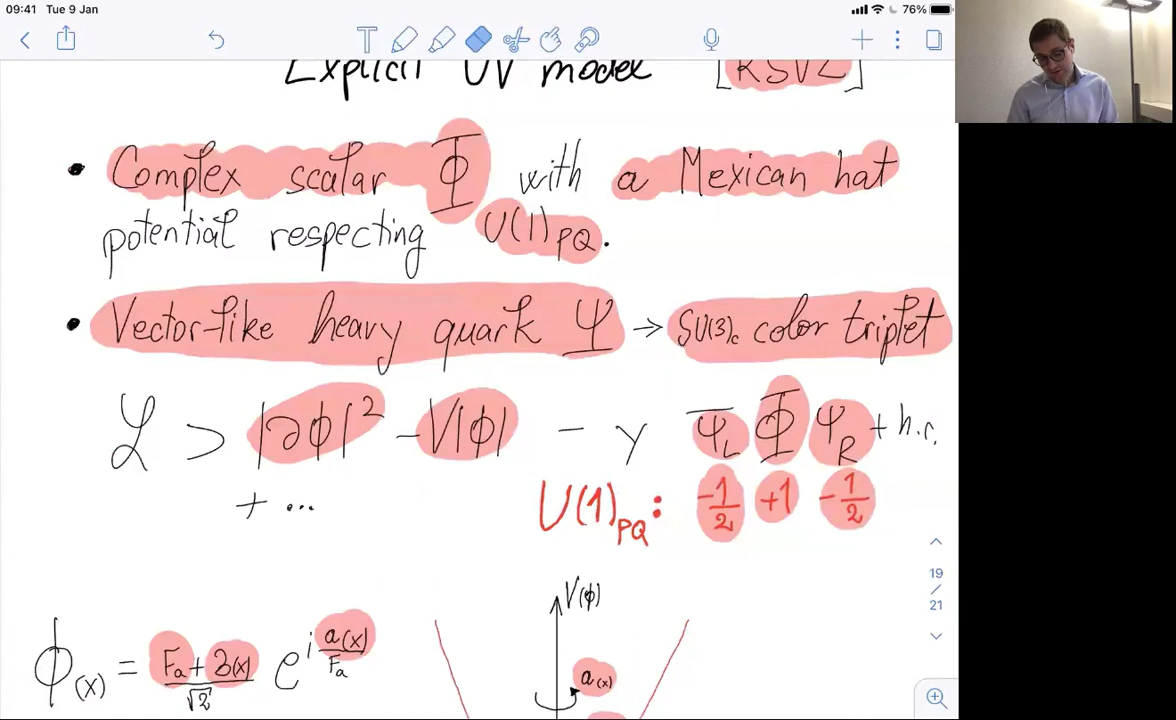 09:41 Tue 9 Jan 76%
Explicit UV model [KSVZ]
• Complex scalar Φ with a Mexican hat
potential respecting U(1)PQ.
• Vector-like heavy quark Ψ → SU(3)c color triplet
ℒ > |∂ϕ|² - V|ϕ| - y ψ̄L Φ ψR + h.c.
+ ... U(1)PQ: -1/2 +1 -1/2
19
/
21
V(ϕ)
ϕ(x) = Fa + 3(x) / √2 e^{i a(x)/Fa}
a(x)